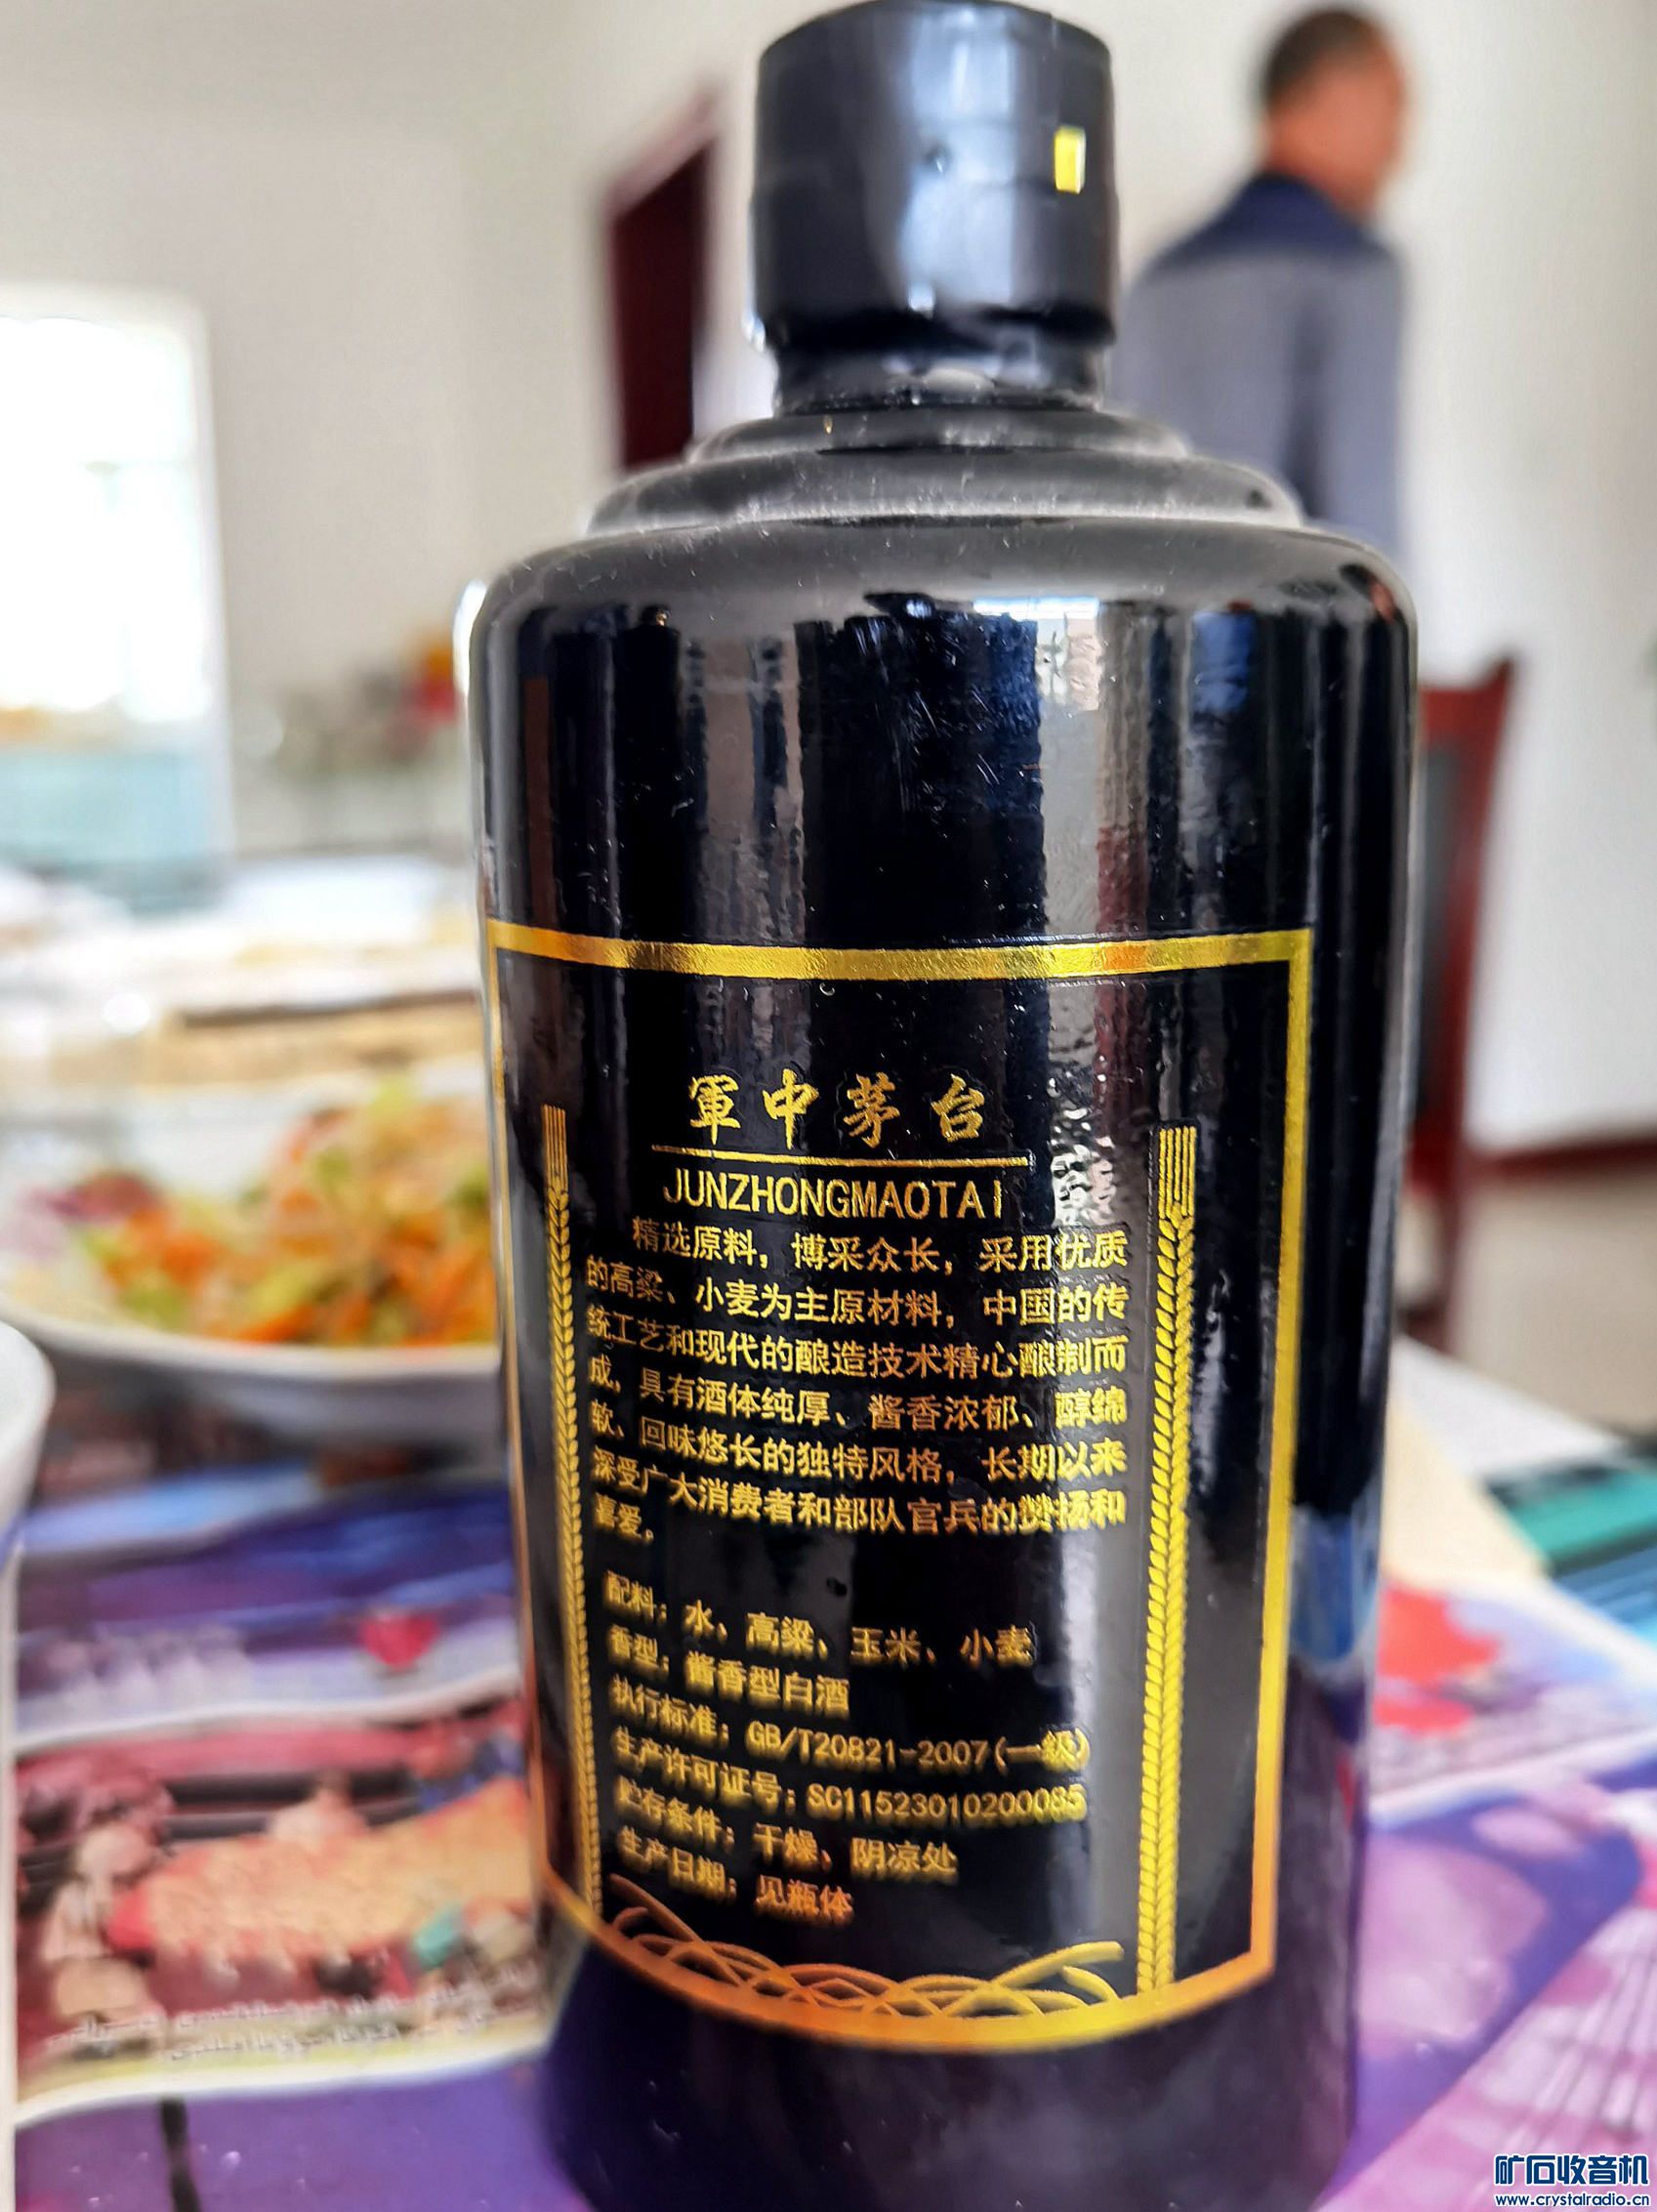 軍中茅台
JUNZHONGMAOTAI
精选原料，博采众长，采用优质
的高粱、小麦为主原材料，中国的传
统工艺和现代的酿造技术精心酿制而
成，具有酒体纯厚、酱香浓郁、醇绵
软、回味悠长的独特风格，长期以来
深受广大消费者和部队官兵的赞扬和
喜爱。
配料：水、高粱、玉米、小麦
香型：酱香型白酒
执行标准：GB/T20821-2007(一级)
生产许可证号：SC11523010200085
贮存条件：干燥、阴凉处
生产日期：见瓶体
矿石收音机
www.crystalradio.cn